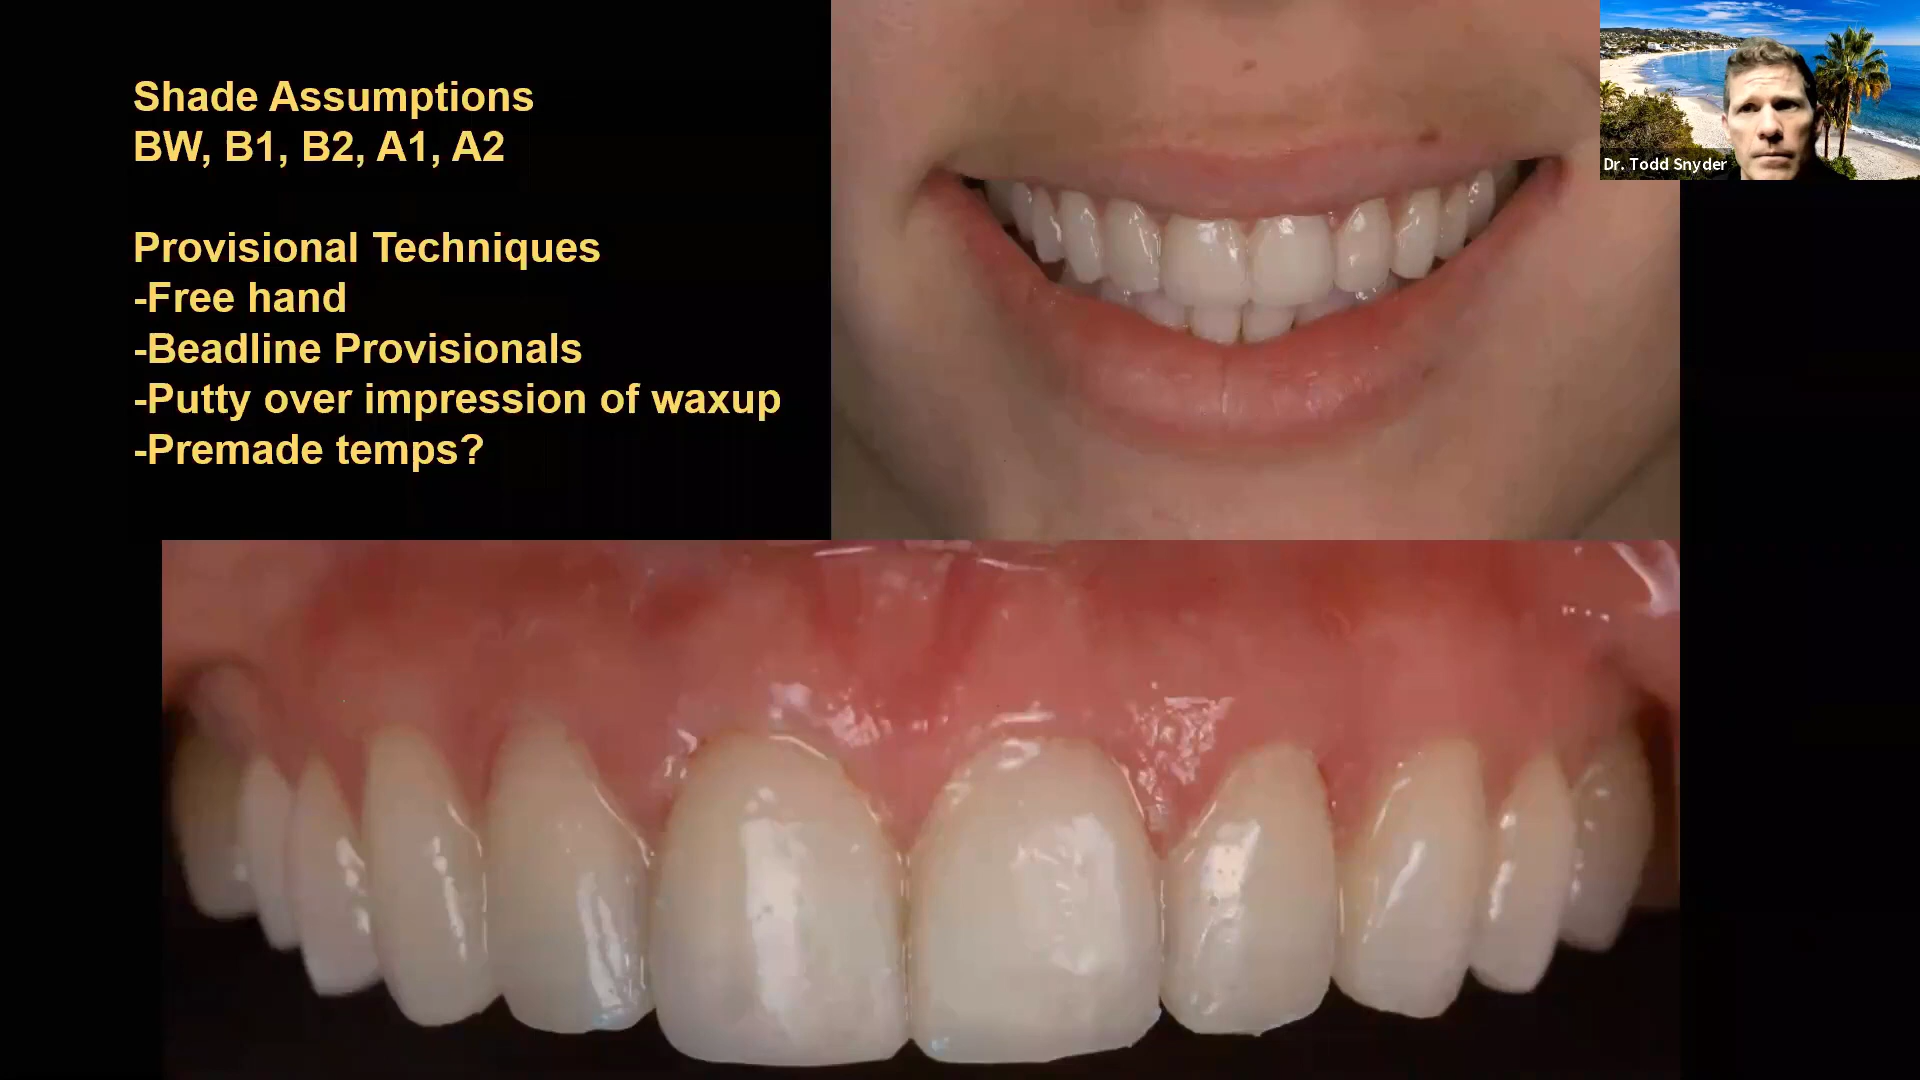 Shade Assumptions
BW, B1, B2, A1, A2
Provisional Techniques
-Free hand
-Beadline Provisionals
-Putty over impression of waxup
-Premade temps?
Dr. Todd Snyder